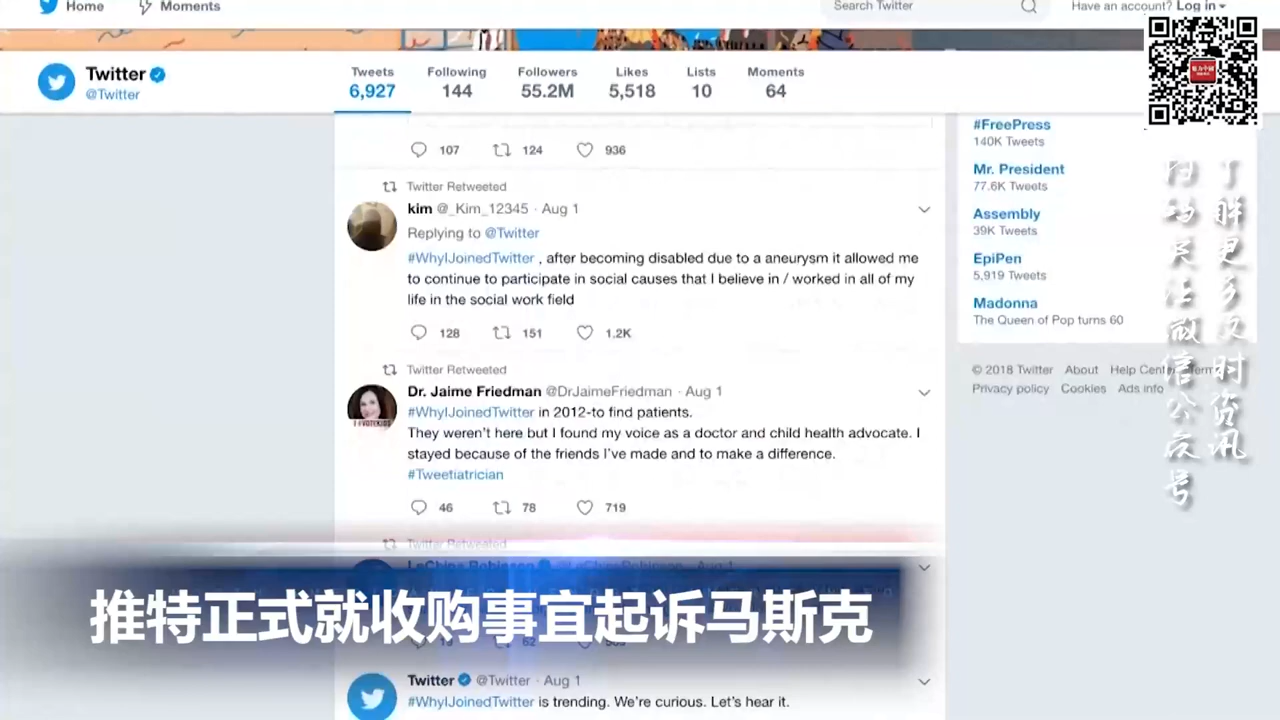 Home
Moments
Search Twitter
Have an account? Log in
Twitter
@Twitter
Tweets
6,927
Following
144
Followers
55.2M
Likes
5,518
Lists
10
Moments
64
107 124 936
Twitter Retweeted
kim @_Kim_12345 · Aug 1
Replying to @Twitter
#WhyIJoinedTwitter , after becoming disabled due to a aneurysm it allowed me
to continue to participate in social causes that I believe in / worked in all of my
life in the social work field
128 151 1.2K
Twitter Retweeted
Dr. Jaime Friedman @DrJaimeFriedman · Aug 1
#WhyIJoinedTwitter in 2012-to find patients.
They weren't here but I found my voice as a doctor and child health advocate. I
stayed because of the friends I've made and to make a difference.
#Tweetiatrician
46 78 719
Twitter Retweeted
推特正式就收购事宜起诉马斯克
Twitter @Twitter · Aug 1
#WhyIJoinedTwitter is trending. We're curious. Let's hear it.
#FreePress
140K Tweets
Mr. President
77.6K Tweets
Assembly
39K Tweets
EpiPen
5,919 Tweets
Madonna
The Queen of Pop turns 60
© 2018 Twitter About Help Center Terms
Privacy policy Cookies Ads info
了解更多及时资讯
扫码关注微信公众号